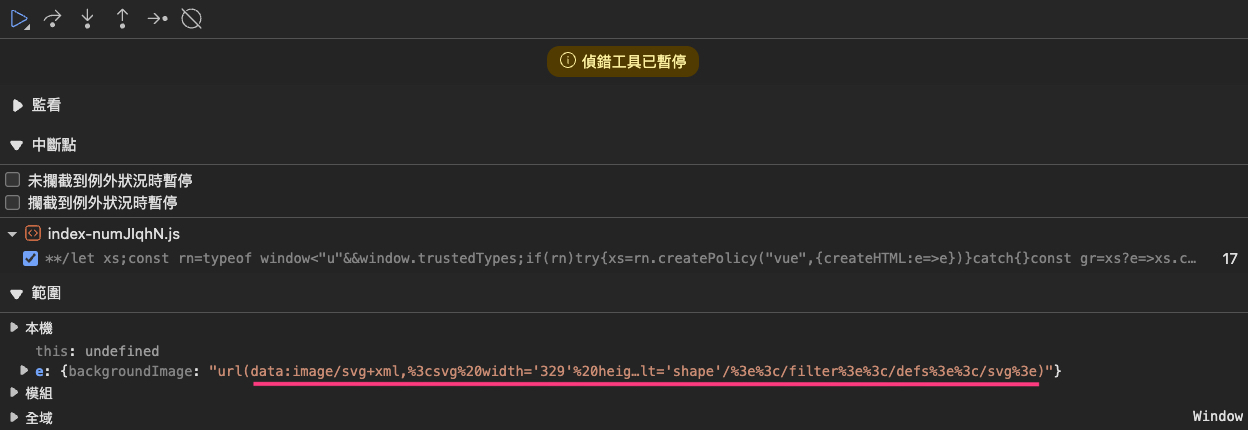 偵錯工具已暫停
監看
中斷點
未攔截到例外狀況時暫停
攔截到例外狀況時暫停
index-numJIqhN.js
**/let xs;const rn=typeof window<"u"&&window.trustedTypes;if(rn)try{xs=rn.createPolicy("vue",{createHTML:e=>e})}catch{}const gr=xs?e=>xs.c… 17
範圍
本機
this: undefined
e: {backgroundImage: "url(data:image/svg+xml,%3csvg%20width='329'%20heig…lt='shape'/%3e%3c/filter%3e%3c/defs%3e%3c/svg%3e)"}
模組
全域 Window